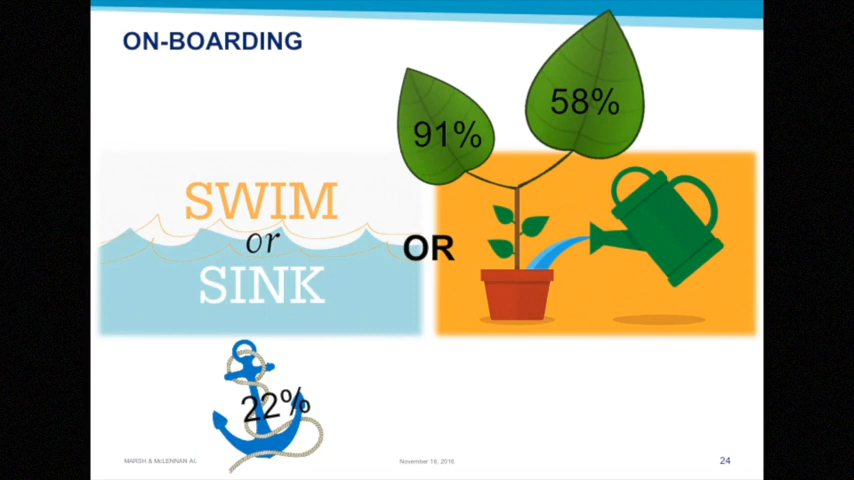 ON-BOARDING
91%
58%
SWIM
or
SINK
OR
22%
MARSH & McLENNAN AL
November 16, 2016
24